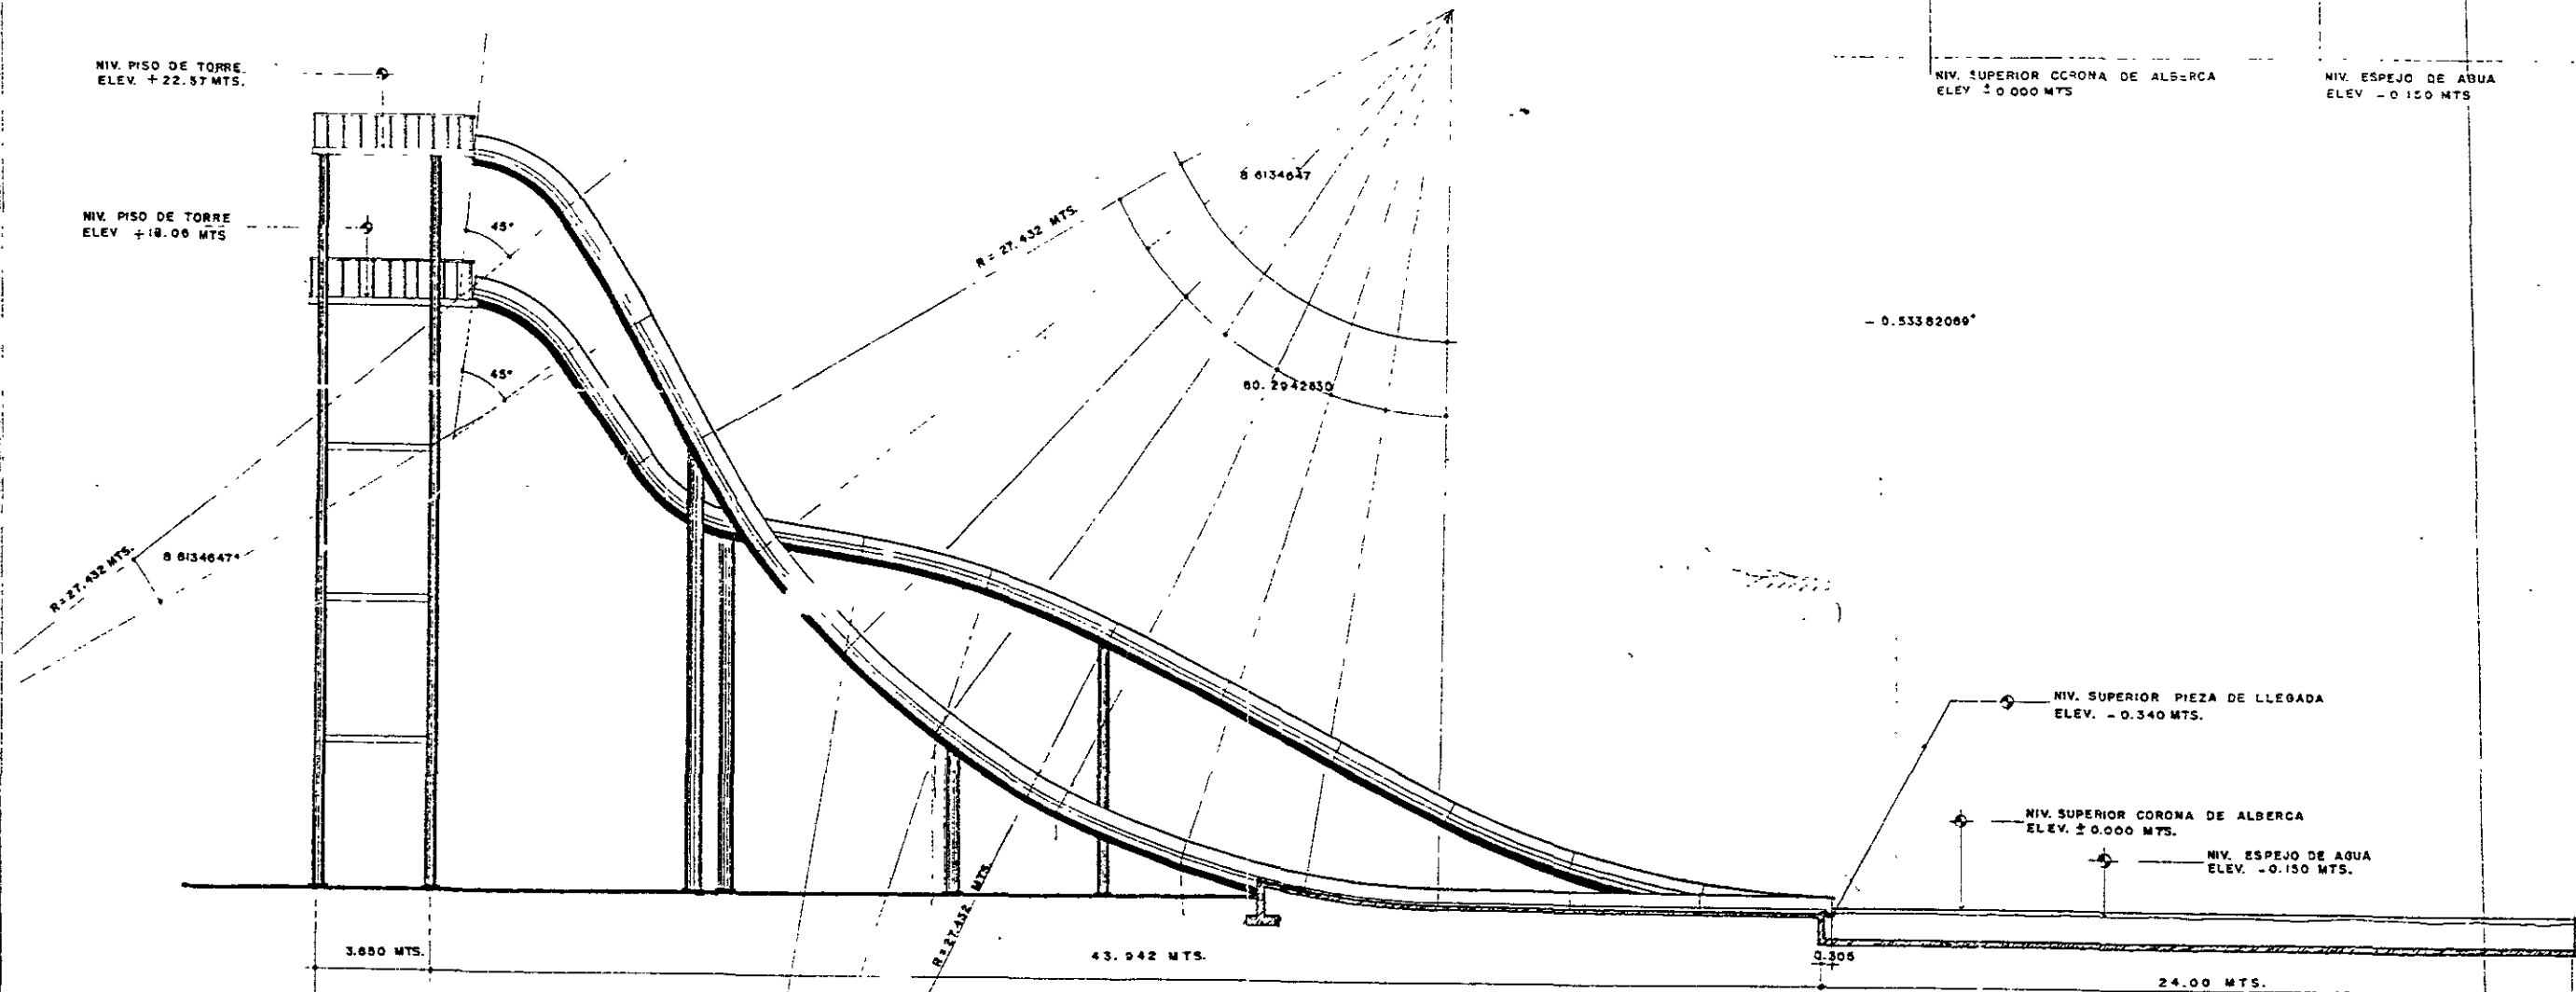 NIV. PISO DE TORRE
ELEV. +22.57 MTS.
NIV. SUPERIOR CORONA DE ALBERCA
ELEV ± 0.000 MTS
NIV. ESPEJO DE AGUA
ELEV -0.150 MTS
NIV. PISO DE TORRE
ELEV +18.06 MTS
45°
8.6134647
R = 27.432 MTS.
- 0.53382069°
45°
60.2942630
R=27.432 MTS.
8.6134647°
NIV. SUPERIOR PIEZA DE LLEGADA
ELEV. - 0.340 MTS.
NIV. SUPERIOR CORONA DE ALBERCA
ELEV. ± 0.000 MTS.
NIV. ESPEJO DE AGUA
ELEV. -0.150 MTS.
R=27.432 MTS.
3.650 MTS.
43.942 MTS.
0.305
24.00 MTS.